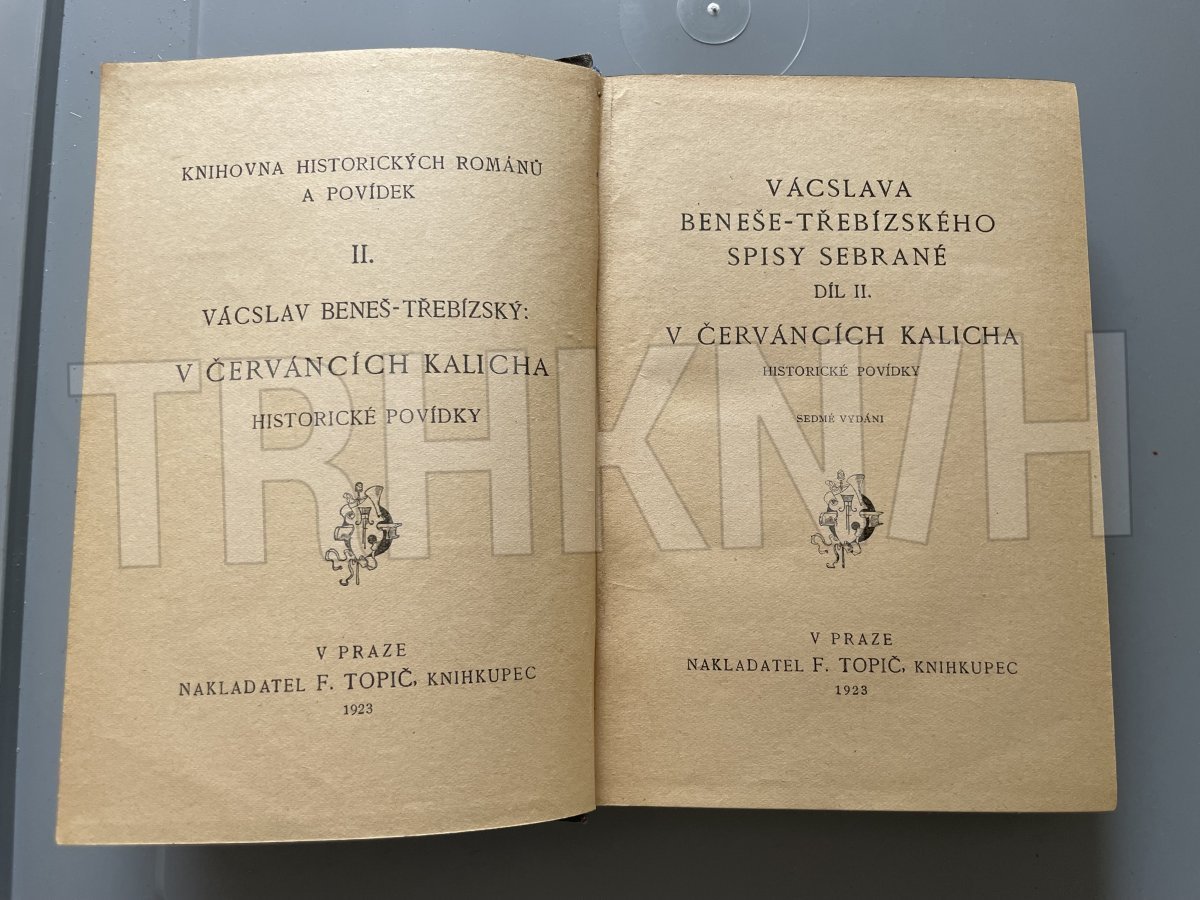 KNIHOVNA HISTORICKÝCH ROMÁNŮ
A POVÍDEK
II.
VÁCSLAV BENEŠ-TŘEBÍZSKÝ:
V ČERVÁNCÍCH KALICHA
HISTORICKÉ POVÍDKY
V PRAZE
NAKLADATEL F. TOPIČ, KNIHKUPEC
1923
VÁCSLAVA
BENEŠE-TŘEBÍZSKÉHO
SPISY SEBRANÉ
DÍL II.
V ČERVÁNCÍCH KALICHA
HISTORICKÉ POVÍDKY
SEDMÉ VYDÁNI
V PRAZE
NAKLADATEL F. TOPIČ, KNIHKUPEC
1923
TRHKNIH